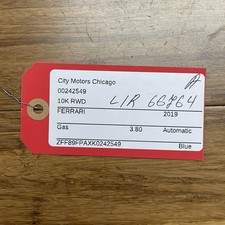 City Motors Chicago
00242549
10K RWD LIR 66764
FERRARI 2019
Gas 3.80 Automatic
ZFF89FPAXK0242549
Blue